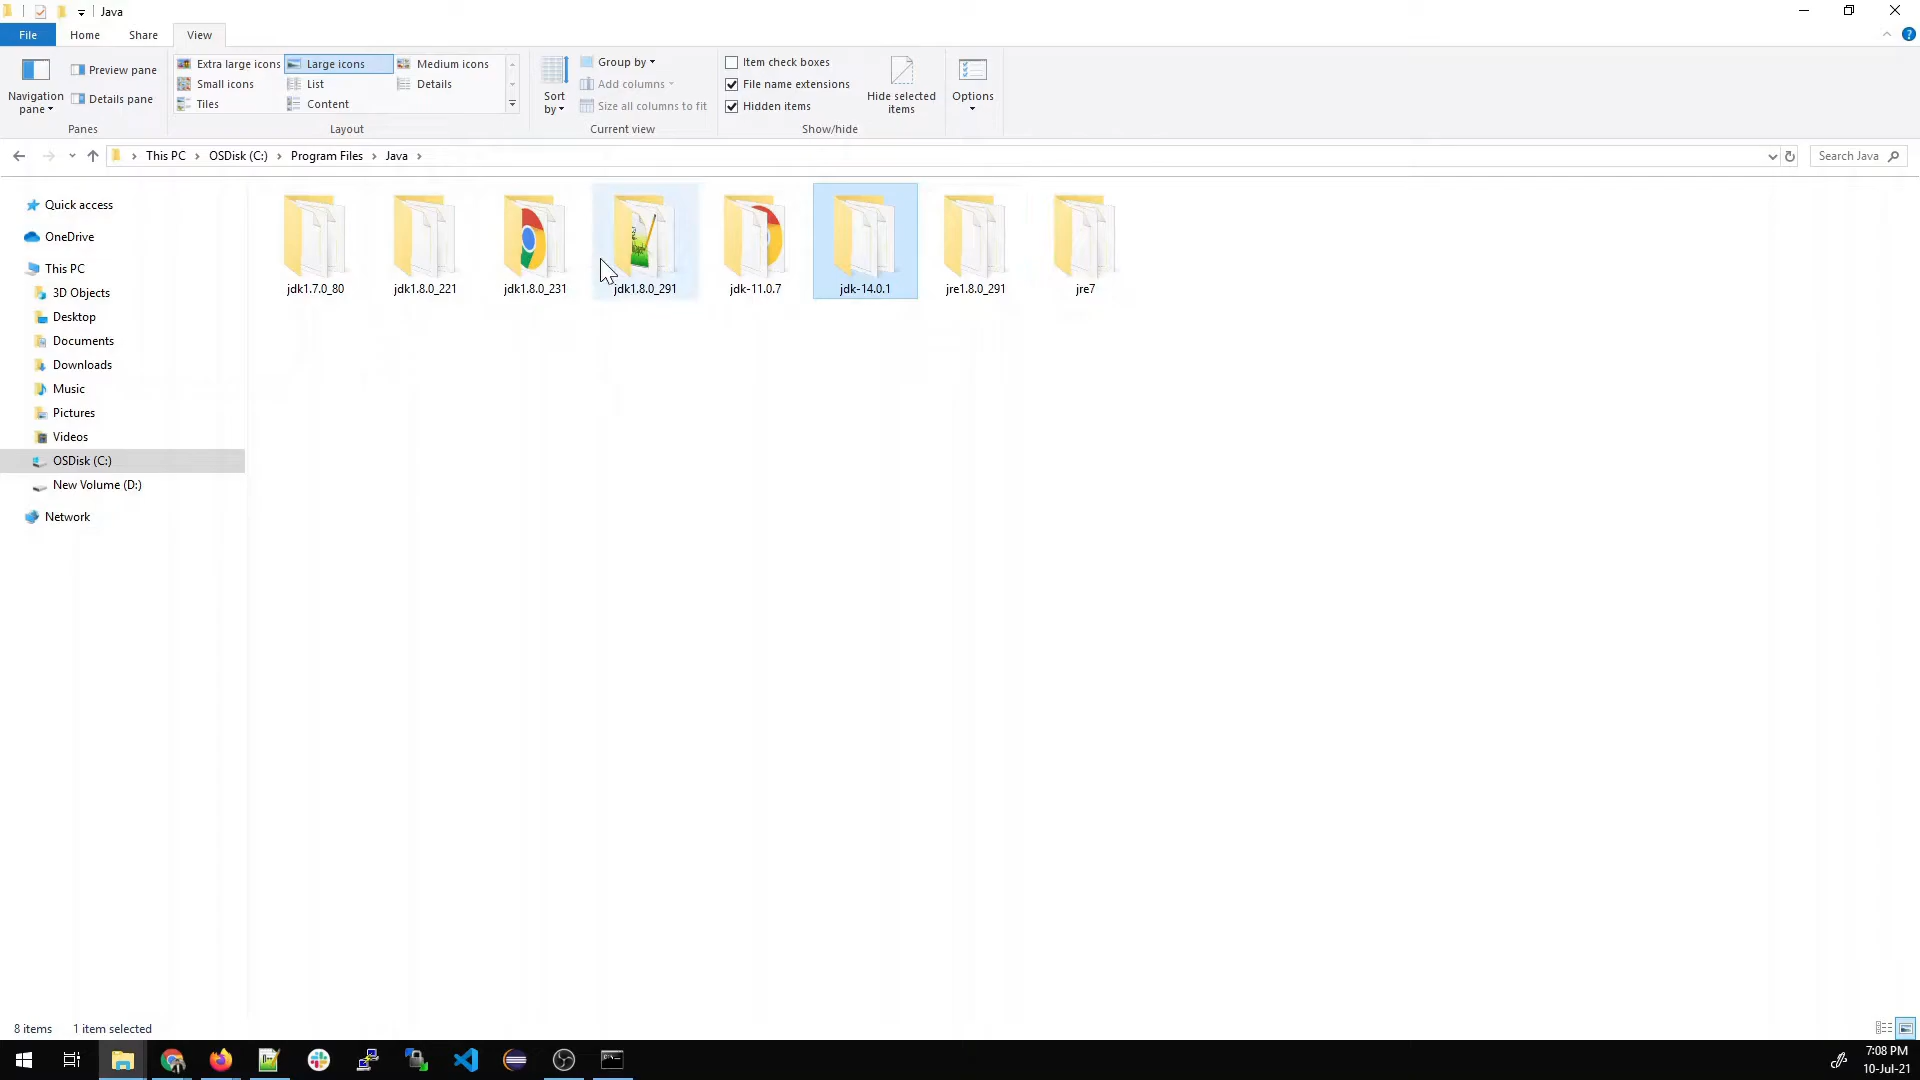 Java
File Home Share View
Navigation pane
Preview pane
Details pane
Panes
Extra large icons Large icons Medium icons
Small icons List Details
Tiles Content
Layout
Sort by
Group by
Add columns
Size all columns to fit
Current view
Item check boxes
File name extensions
Hidden items
Hide selected items
Show/hide
Options
This PC OSDisk (C:) Program Files Java
Search Java
Quick access
OneDrive
This PC
3D Objects
Desktop
Documents
Downloads
Music
Pictures
Videos
OSDisk (C:)
New Volume (D:)
Network
jdk1.7.0_80 jdk1.8.0_221 jdk1.8.0_231 jdk1.8.0_291 jdk-11.0.7 jdk-14.0.1 jre1.8.0_291 jre7
8 items 1 item selected
7:08 PM
10-Jul-21